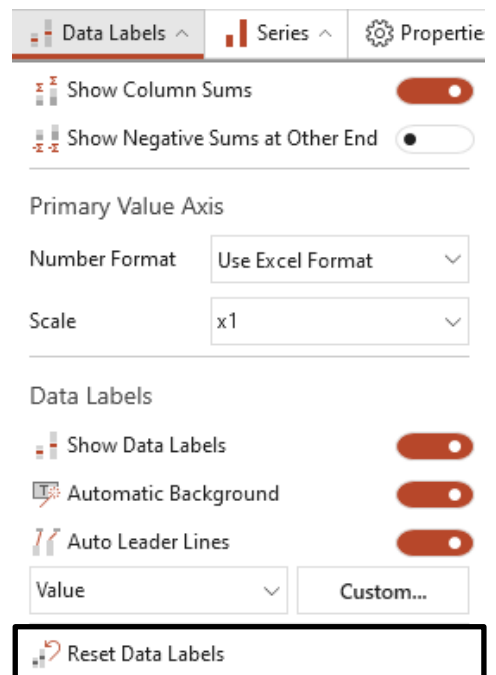 Data Labels Series Propertie
Show Column Sums
Show Negative Sums at Other End
Primary Value Axis
Number Format Use Excel Format
Scale x1
Data Labels
Show Data Labels
Automatic Background
Auto Leader Lines
Value Custom...
Reset Data Labels